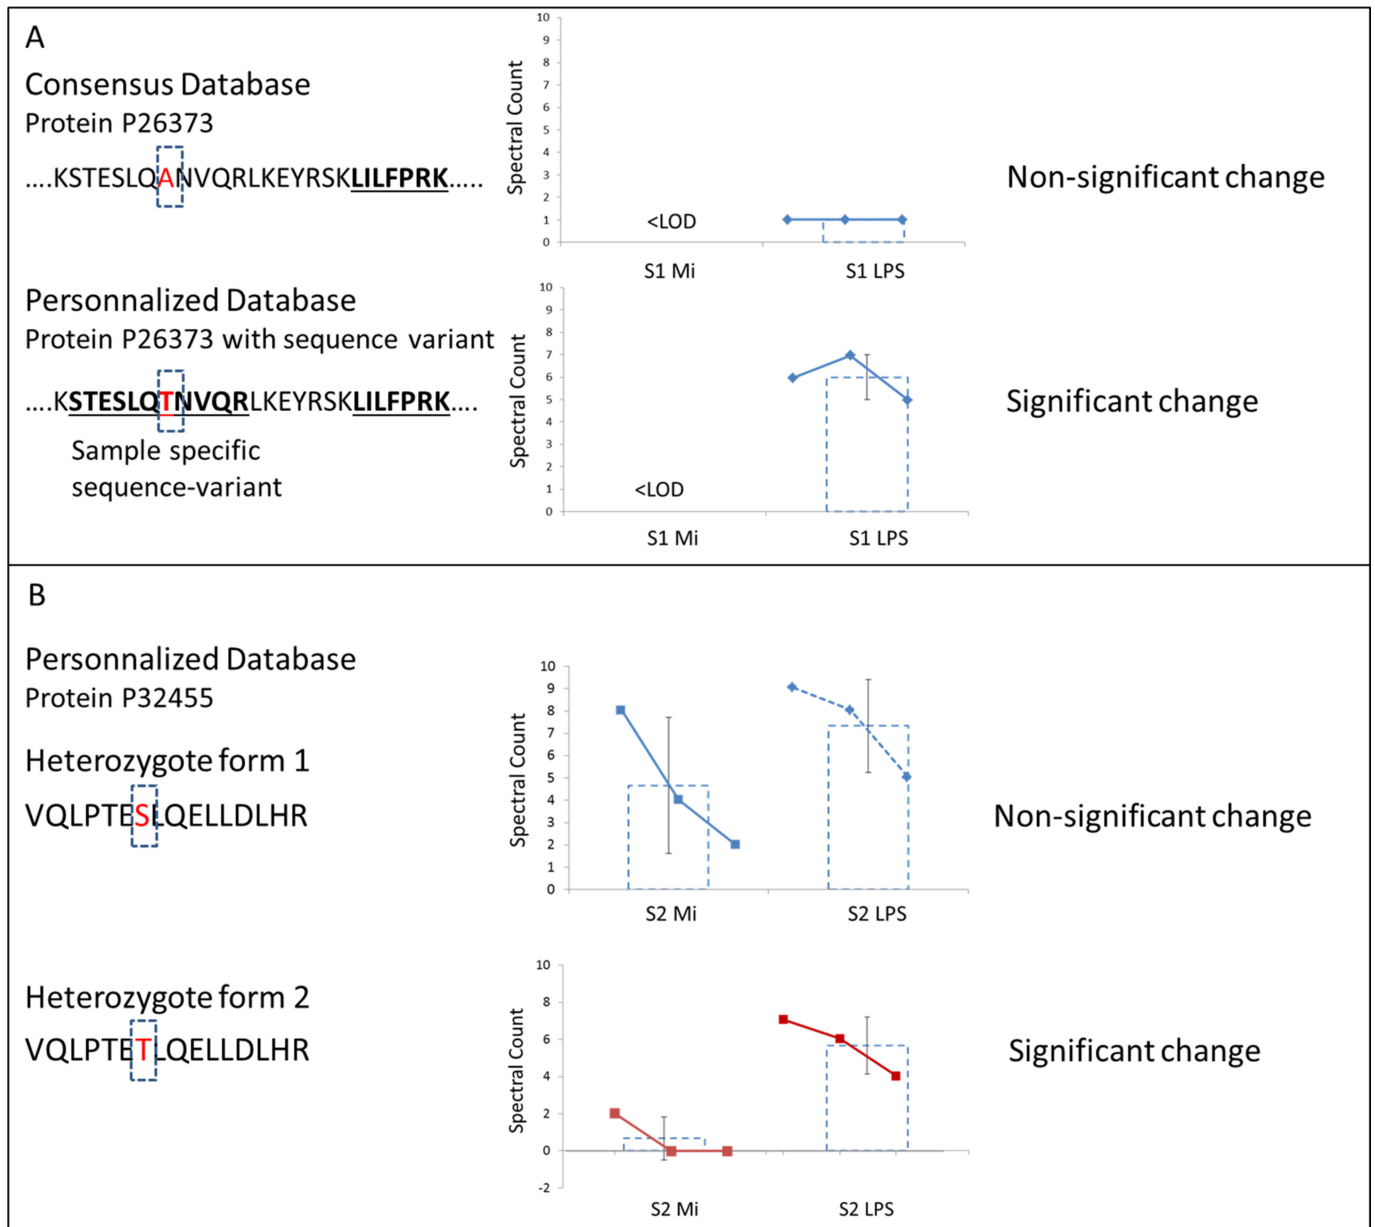 A
Consensus Database
Protein P26373
....KSTESLQANVQRLKEYRSKLILFPRK.....
Spectral Count
10
9
8
7
6
5
4
3
2
1
0
<LOD
S1 Mi
S1 LPS
Non-significant change
Personnalized Database
Protein P26373 with sequence variant
....KSTESLQTNVQRLKEYRSKLILFPRK....
Sample specific
sequence-variant
Spectral Count
10
9
8
7
6
5
4
3
2
1
0
<LOD
S1 Mi
S1 LPS
Significant change
B
Personnalized Database
Protein P32455
Heterozygote form 1
VQLPTESLQELLDLHR
Spectral Count
10
9
8
7
6
5
4
3
2
1
0
S2 Mi
S2 LPS
Non-significant change
Heterozygote form 2
VQLPTETLQELLDLHR
Spectral Count
10
8
6
4
2
0
-2
S2 Mi
S2 LPS
Significant change